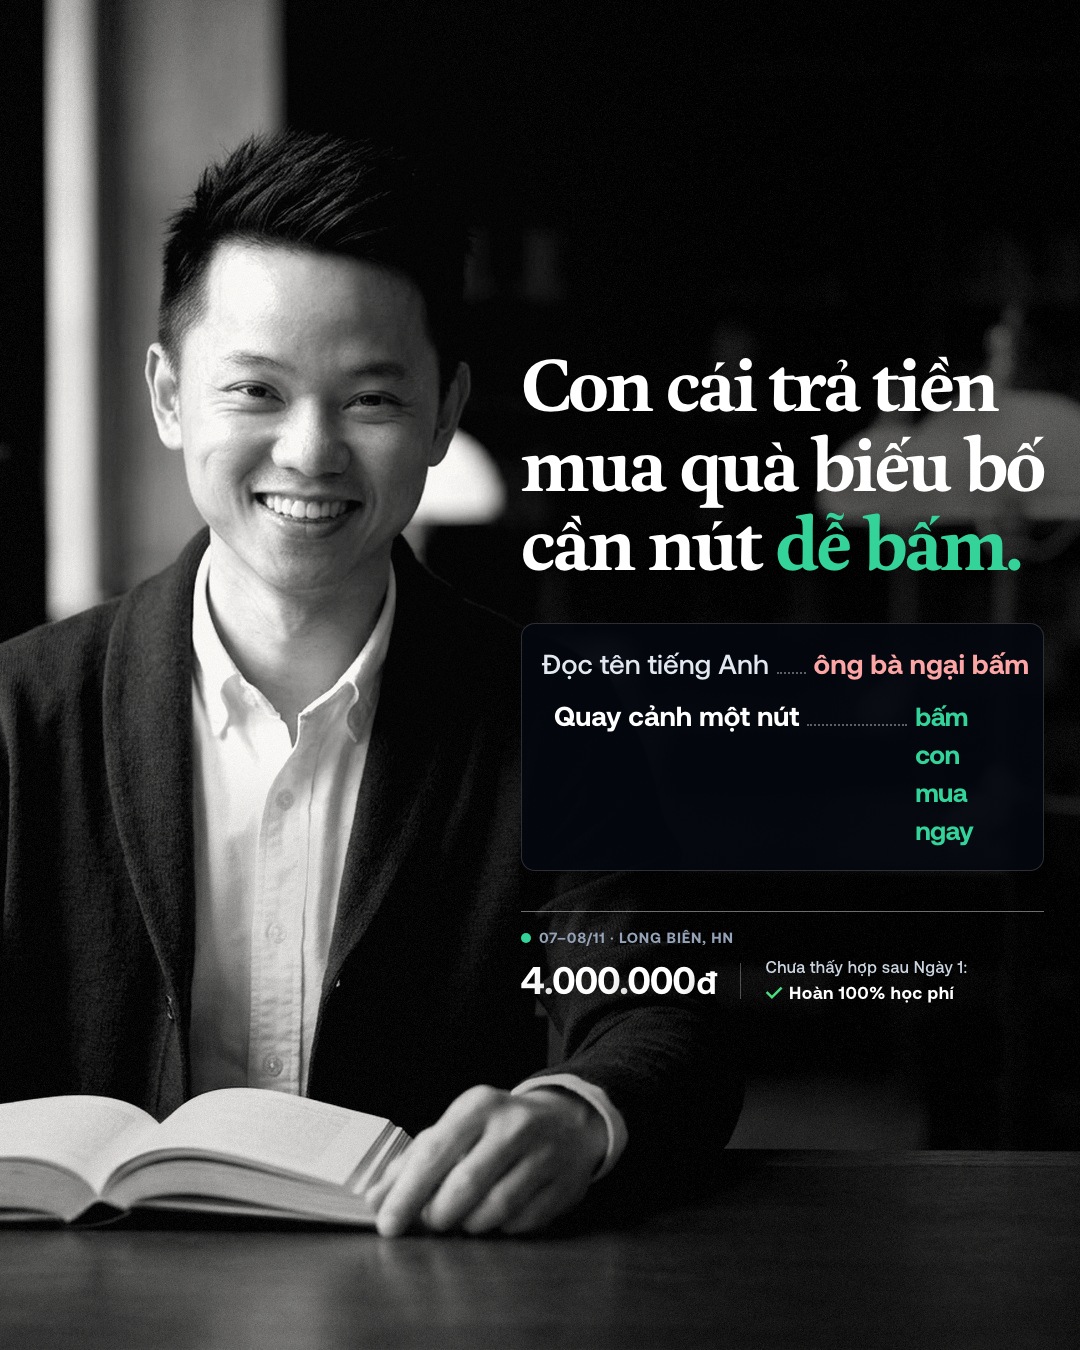 Con cái trả tiền
mua quà biếu bố
cần nút dễ bấm.
Đọc tên tiếng Anh ...... ông bà ngại bấm
Quay cảnh một nút .................... bấm
con
mua
ngay
07–08/11 · LONG BIÊN, HN
4.000.000đ
Chưa thấy hợp sau Ngày 1:
Hoàn 100% học phí